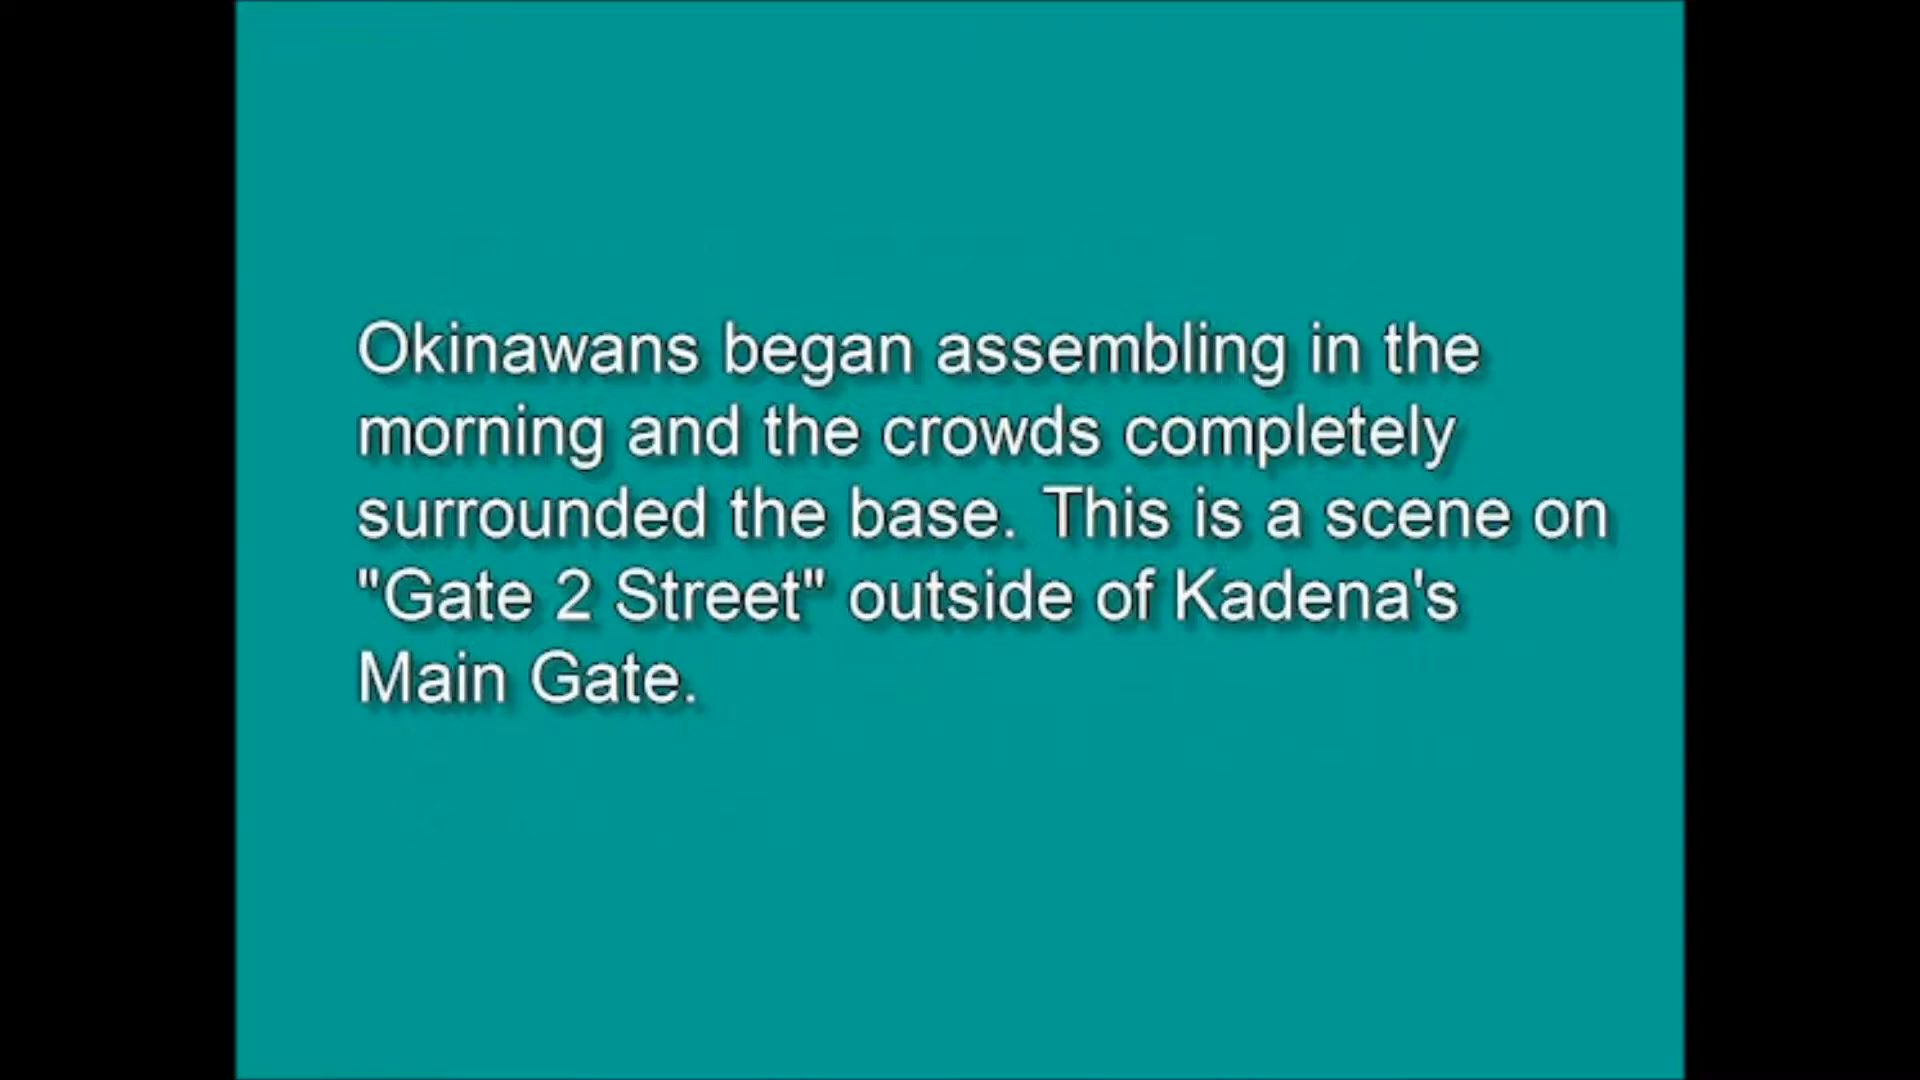 Okinawans began assembling in the
morning and the crowds completely
surrounded the base.  This is a scene on
"Gate 2 Street" outside of Kadena's
Main Gate.